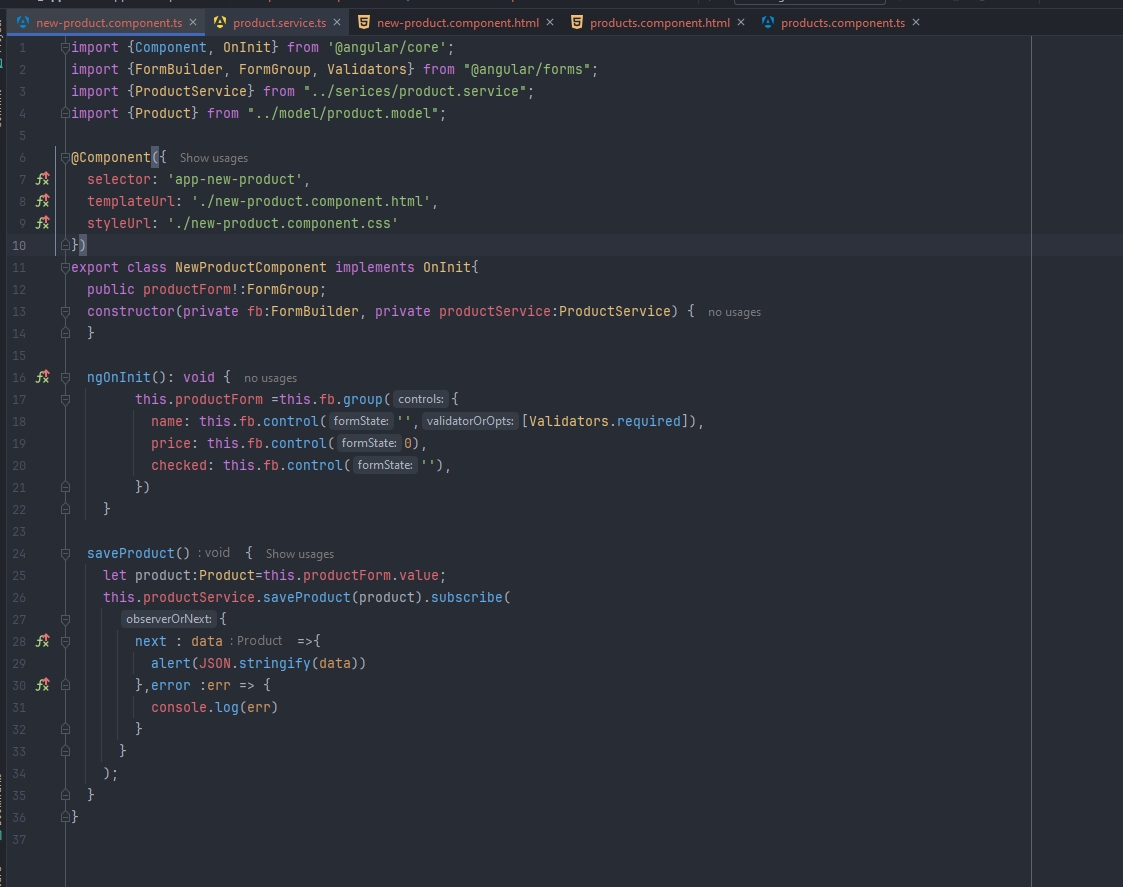 new-product.component.ts × product.service.ts × new-product.component.html × products.component.html × products.component.ts ×
1 import {Component, OnInit} from '@angular/core';
2 import {FormBuilder, FormGroup, Validators} from "@angular/forms";
3 import {ProductService} from "../serices/product.service";
4 import {Product} from "../model/product.model";
5
6 @Component({ Show usages
7 selector: 'app-new-product',
8 templateUrl: './new-product.component.html',
9 styleUrl: './new-product.component.css'
10 })
11 export class NewProductComponent implements OnInit{
12 public productForm!:FormGroup;
13 constructor(private fb:FormBuilder, private productService:ProductService) { no usages
14 }
15
16 ngOnInit(): void { no usages
17 this.productForm =this.fb.group( controls: {
18 name: this.fb.control( formState: '', validatorOrOpts: [Validators.required]),
19 price: this.fb.control( formState: 0),
20 checked: this.fb.control( formState: ''),
21 })
22 }
23
24 saveProduct() : void { Show usages
25 let product:Product=this.productForm.value;
26 this.productService.saveProduct(product).subscribe(
27 observerOrNext: {
28 next : data : Product =>{
29 alert(JSON.stringify(data))
30 },error :err => {
31 console.log(err)
32 }
33 }
34 );
35 }
36 }
37